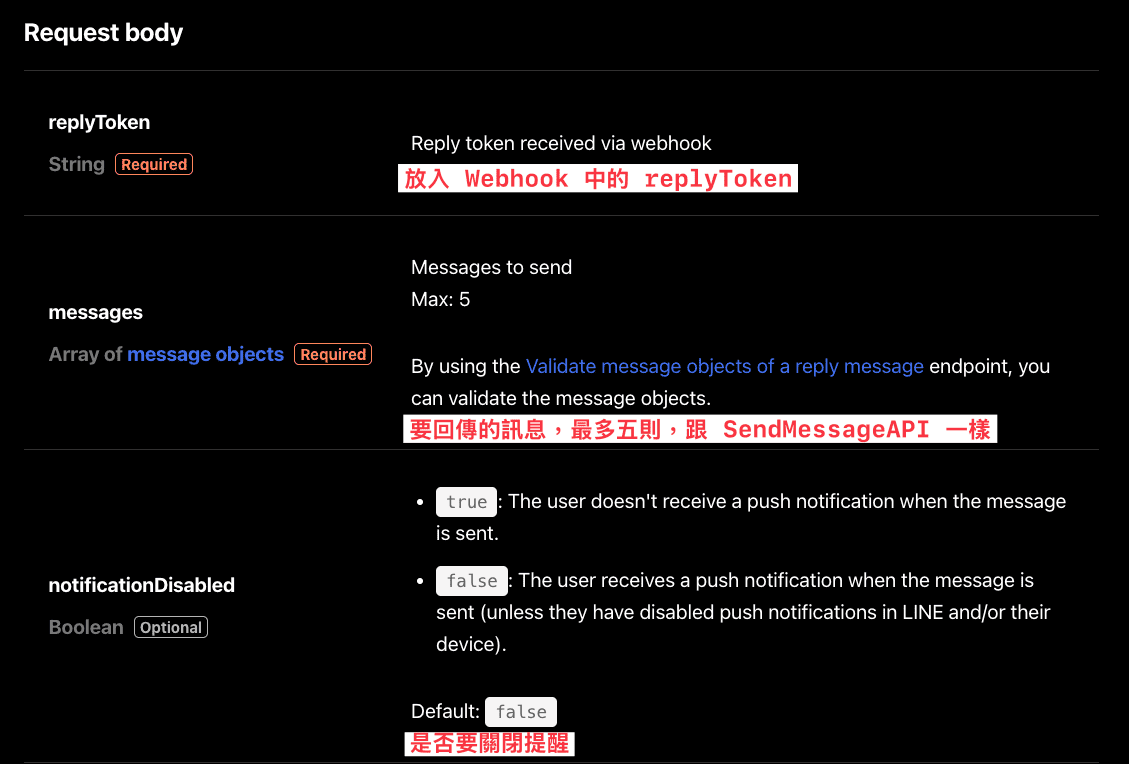 Request body
replyToken
String Required
Reply token received via webhook
放入 Webhook 中的 replyToken
messages
Array of message objects Required
Messages to send
Max: 5
By using the Validate message objects of a reply message endpoint, you
can validate the message objects.
要回傳的訊息，最多五則，跟 SendMessageAPI 一樣
notificationDisabled
Boolean Optional
• true: The user doesn't receive a push notification when the message
is sent.
• false: The user receives a push notification when the message is
sent (unless they have disabled push notifications in LINE and/or their
device).
Default: false
是否要關閉提醒